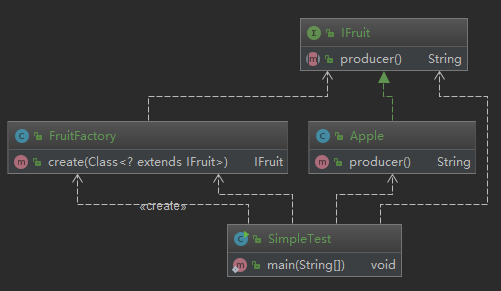 I IFruit
m producer() String
C FruitFactory
m create(Class<? extends IFruit>) IFruit
C Apple
m producer() String
«create»
C SimpleTest
m main(String[]) void